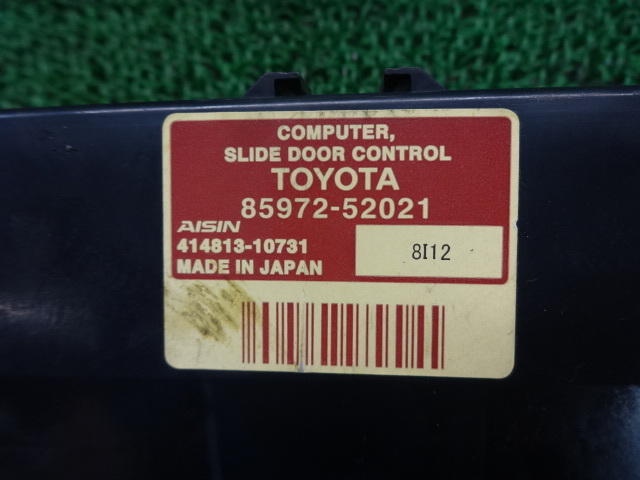 COMPUTER,
SLIDE DOOR CONTROL
TOYOTA
85972-52021
AISIN
414813-10731
MADE IN JAPAN
8I12